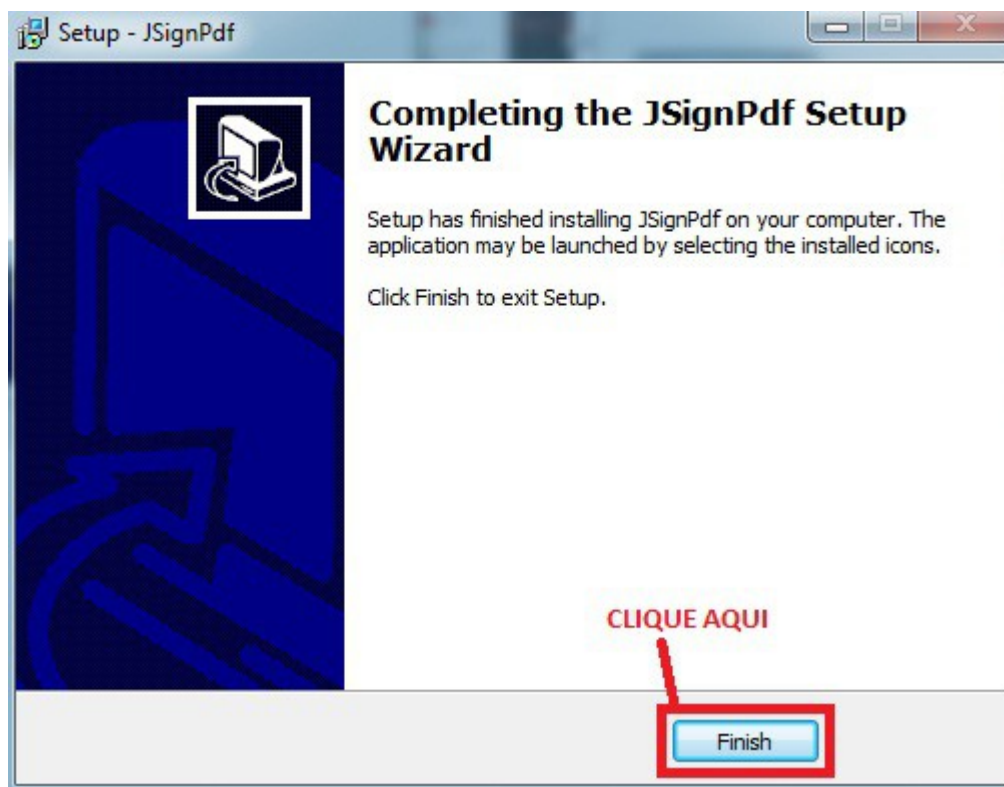 Setup - JSignPdf
Completing the JSignPdf Setup
Wizard
Setup has finished installing JSignPdf on your computer. The
application may be launched by selecting the installed icons.
Click Finish to exit Setup.
CLIQUE AQUI
Finish